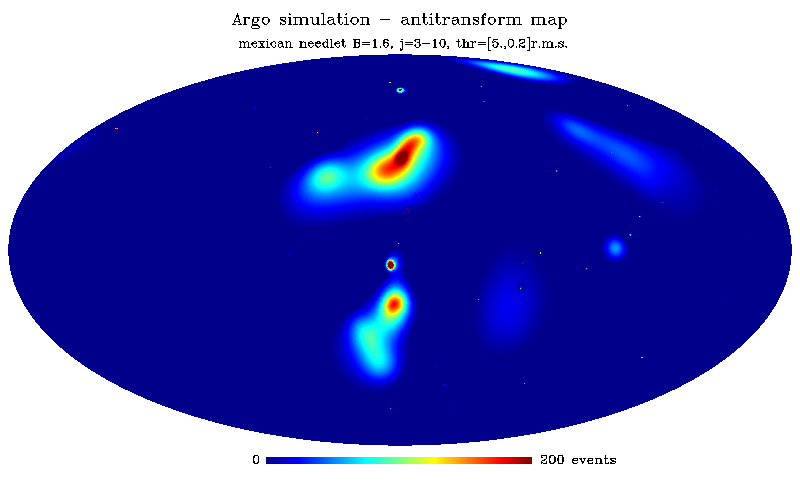 Argo simulation - antitransform map
mexican needlet B=1.6, j=3-10, thr=[5.,0.2]r.m.s.
0 200 events